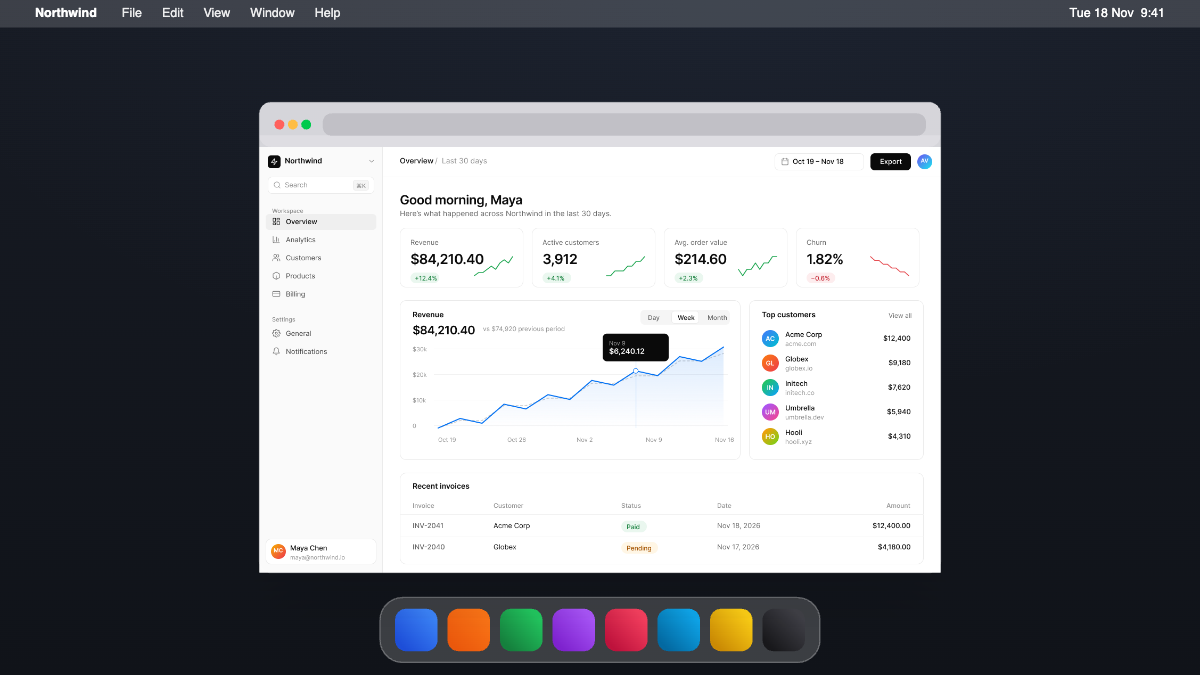 Northwind File Edit View Window Help Tue 18 Nov 9:41
Northwind
Search ⌘K
Workspace
Overview
Analytics
Customers
Products
Billing
Settings
General
Notifications
MC Maya Chen
maya@northwind.io
Overview / Last 30 days Oct 19 – Nov 18 Export AV
Good morning, Maya
Here's what happened across Northwind in the last 30 days.
Revenue
$84,210.40
+12.4%
Active customers
3,912
+4.1%
Avg. order value
$214.60
+2.3%
Churn
1.82%
−0.6%
Revenue
$84,210.40 vs $74,920 previous period
Day Week Month
Nov 8
$6,240.12
$30k
$20k
$10k
0
Oct 19 Oct 26 Nov 2 Nov 9 Nov 16
Top customers View all
AC Acme Corp $12,400
acme.com
GL Globex $9,180
globex.io
IN Initech $7,620
initech.co
UM Umbrella $5,940
umbrella.dev
HO Hooli $4,310
hooli.xyz
Recent invoices
Invoice Customer Status Date Amount
INV-2041 Acme Corp Paid Nov 18, 2026 $12,400.00
INV-2040 Globex Pending Nov 17, 2026 $4,180.00